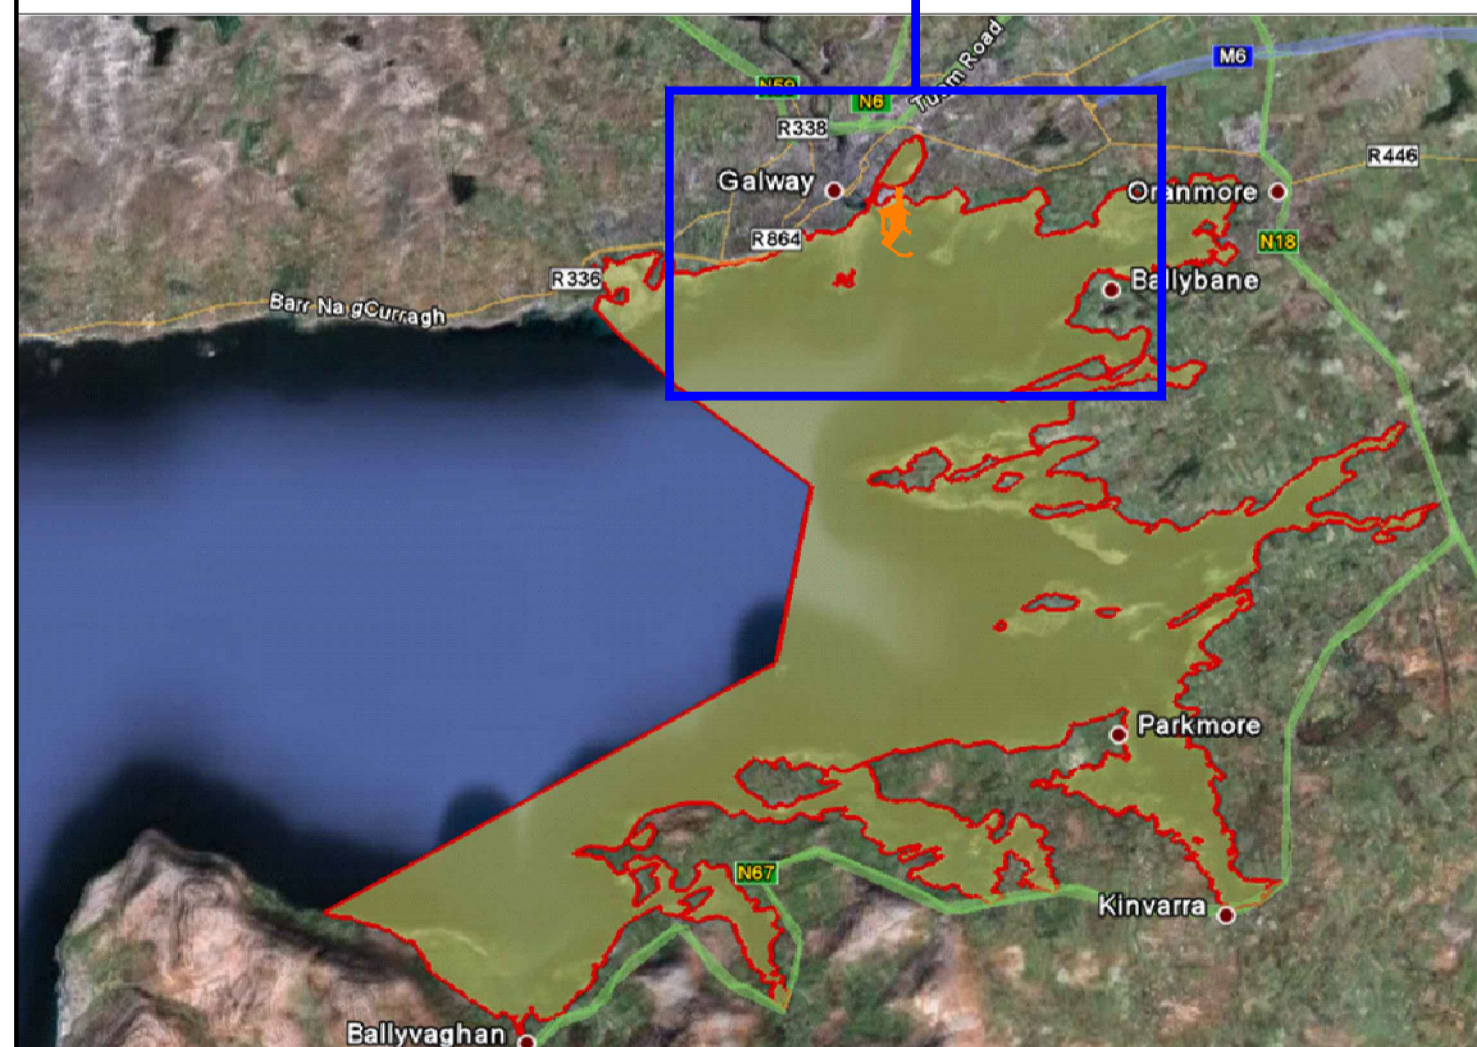 Tuam Road
M6
N59
N6
R338
R446
Galway
Oranmore
R864
N18
R336
Ballybane
Barr Na gCurragh
Parkmore
N67
Kinvarra
Ballyvaghan